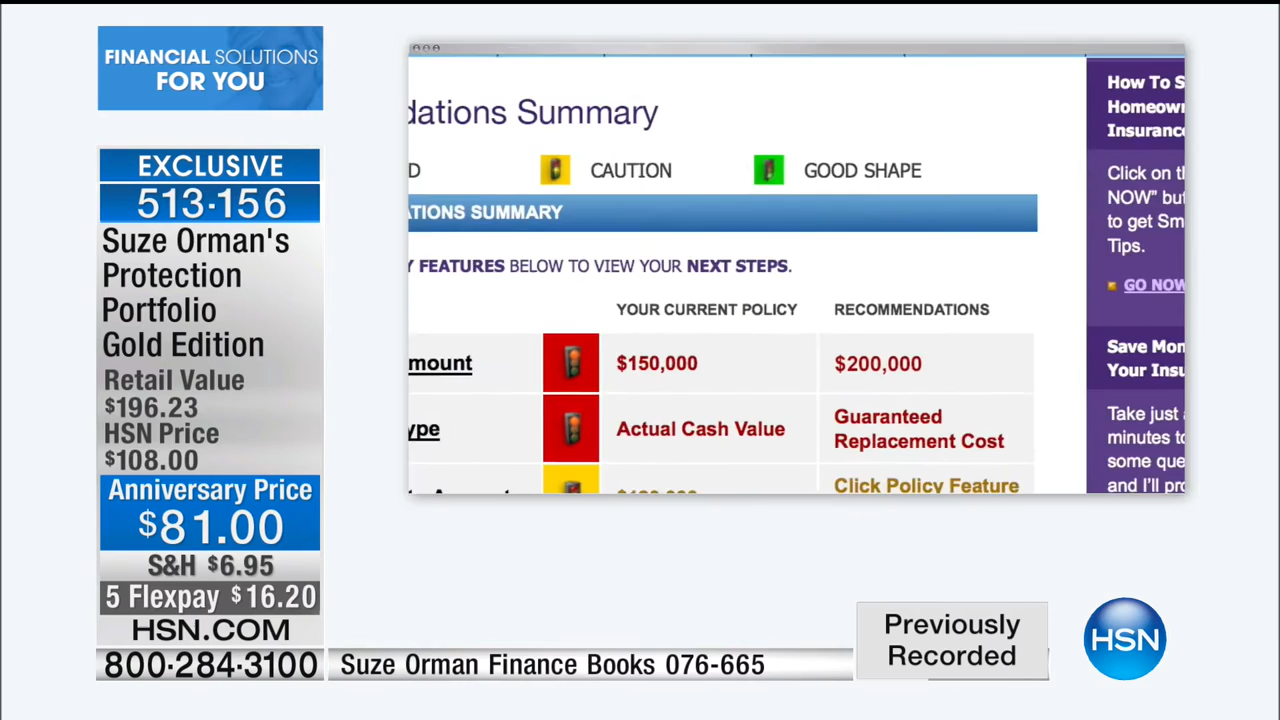 FINANCIAL SOLUTIONS
FOR YOU
EXCLUSIVE
513-156
Suze Orman's
Protection
Portfolio
Gold Edition
Retail Value
$196.23
HSN Price
$108.00
Anniversary Price
$81.00
S&H $6.95
5 Flexpay $16.20
HSN.COM
800-284-3100
dations Summary
D
CAUTION
GOOD SHAPE
ATIONS SUMMARY
Y FEATURES BELOW TO VIEW YOUR NEXT STEPS.
YOUR CURRENT POLICY
RECOMMENDATIONS
mount
$150,000
$200,000
ype
Actual Cash Value
Guaranteed
Replacement Cost
Click Policy Feature
How To S
Homeown
Insurance
Click on th
NOW” but
to get Sm
Tips.
GO NOW
Save Mon
Your Insu
Take just a
minutes to
some que
and I'll pro
Suze Orman Finance Books 076-665
Previously
Recorded
HSN